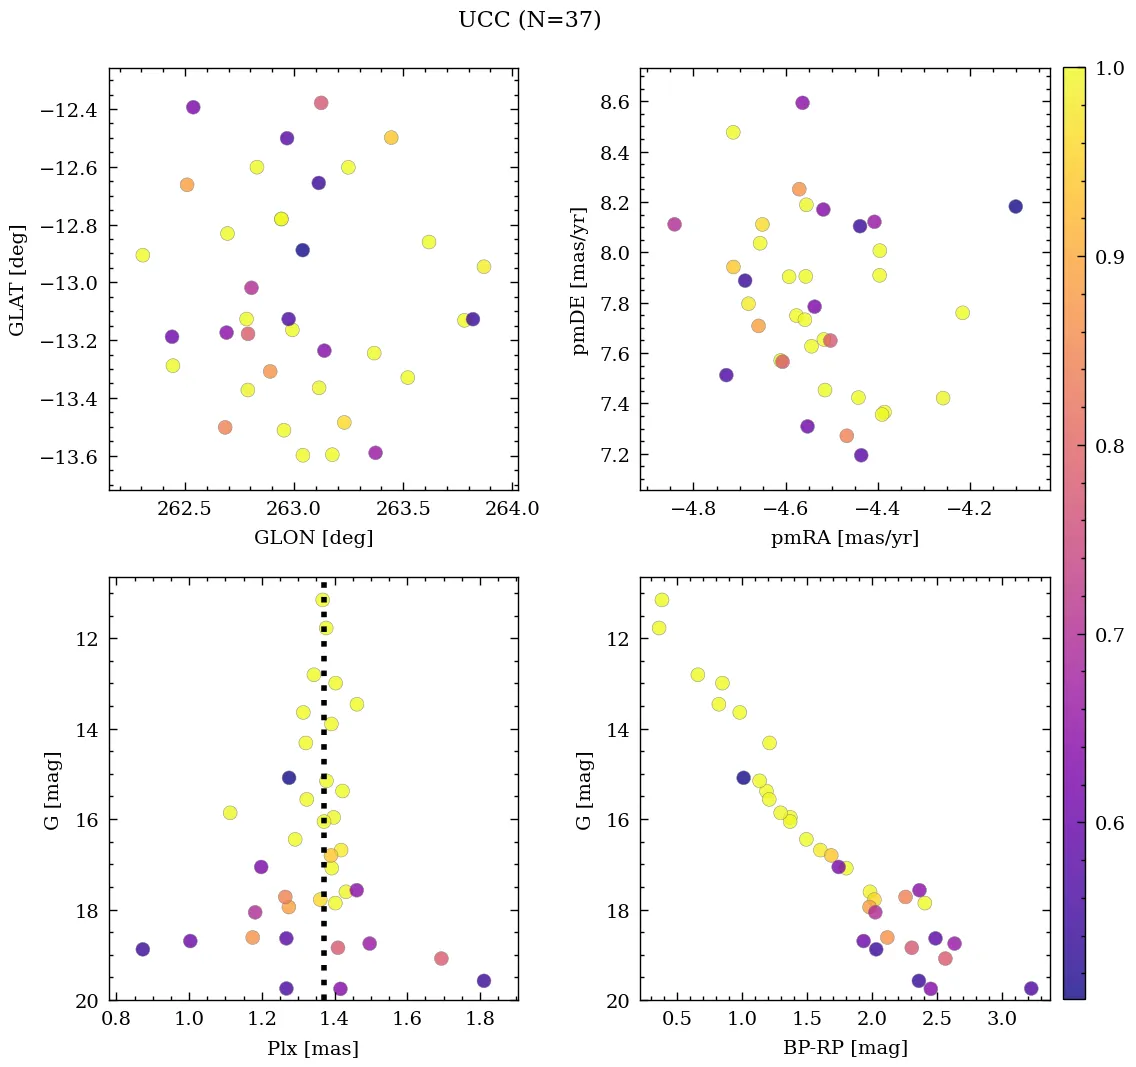 UCC (N=37)
−12.4
−12.6
−12.8
−13.0
−13.2
−13.4
−13.6
GLAT [deg]
262.5 263.0 263.5 264.0
GLON [deg]
8.6
8.4
8.2
8.0
7.8
7.6
7.4
7.2
pmDE [mas/yr]
−4.8 −4.6 −4.4 −4.2
pmRA [mas/yr]
12
14
16
18
20
G [mag]
0.8 1.0 1.2 1.4 1.6 1.8
Plx [mas]
12
14
16
18
20
G [mag]
0.5 1.0 1.5 2.0 2.5 3.0
BP-RP [mag]
1.0
0.9
0.8
0.7
0.6